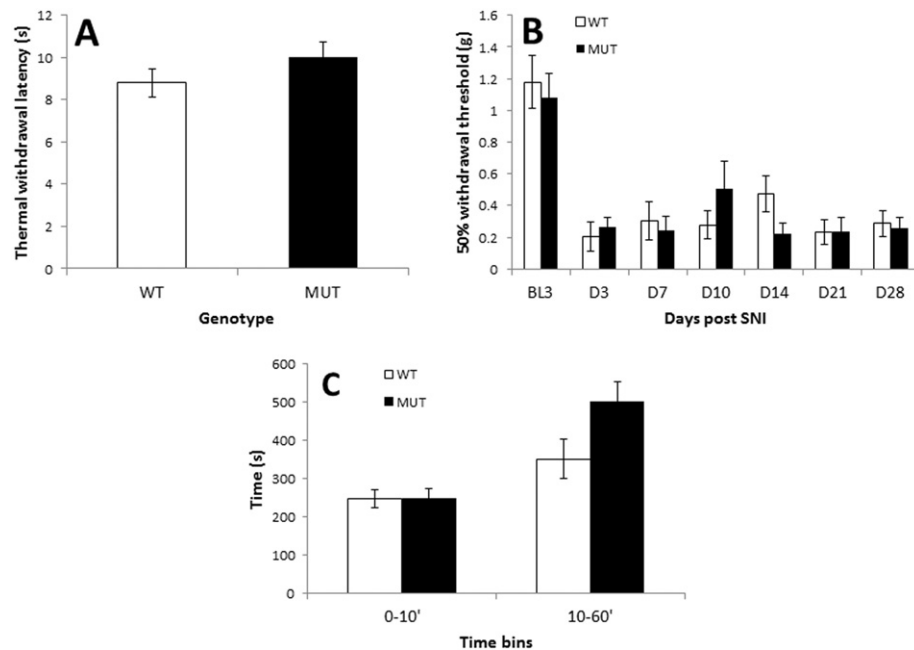 A
Thermal withdrawal latency (s)
12
10
8
6
4
2
0
WT
MUT
Genotype
B
WT
MUT
50% withdrawal threshold (g)
1.6
1.4
1.2
1
0.8
0.6
0.4
0.2
0
BL3 D3 D7 D10 D14 D21 D28
Days post SNI
C
WT
MUT
Time (s)
600
500
400
300
200
100
0
0-10'
10-60'
Time bins